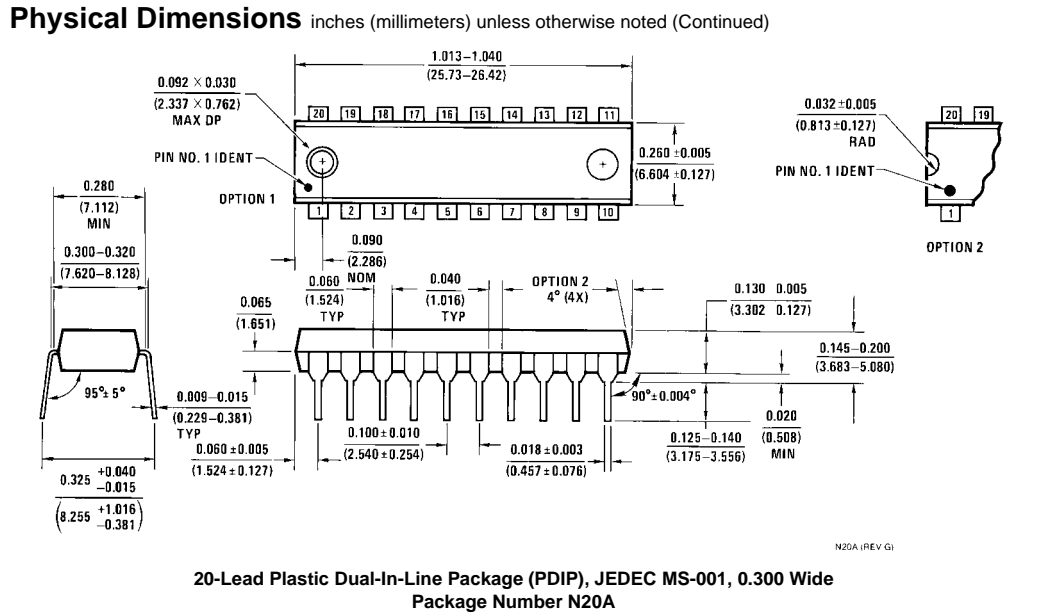 Physical Dimensions inches (millimeters) unless otherwise noted (Continued)
1.013–1.040
(25.73–26.42)
0.092 × 0.030
(2.337 × 0.762)
MAX DP
20 19 18 17 16 15 14 13 12 11
PIN NO. 1 IDENT
OPTION 1
0.260 ±0.005
(6.604 ±0.127)
1 2 3 4 5 6 7 8 9 10
0.032 ±0.005
(0.813 ±0.127)
RAD
20 19
PIN NO. 1 IDENT
1
OPTION 2
0.280
(7.112)
MIN
0.300–0.320
(7.620–8.128)
0.090
(2.286)
NOM
0.060
(1.524)
TYP
0.040
(1.016)
TYP
OPTION 2
4° (4X)
0.130 0.005
(3.302 0.127)
0.065
(1.651)
0.145–0.200
(3.683–5.080)
95°± 5°
0.009–0.015
(0.229–0.381)
TYP
90°±0.004°
0.020
(0.508)
MIN
0.100 ±0.010
(2.540 ±0.254)
0.018 ±0.003
(0.457 ±0.076)
0.125–0.140
(3.175–3.556)
0.060 ±0.005
(1.524 ±0.127)
0.325 +0.040
–0.015
(8.255 +1.016
–0.381)
N20A (REV G)
20-Lead Plastic Dual-In-Line Package (PDIP), JEDEC MS-001, 0.300 Wide
Package Number N20A